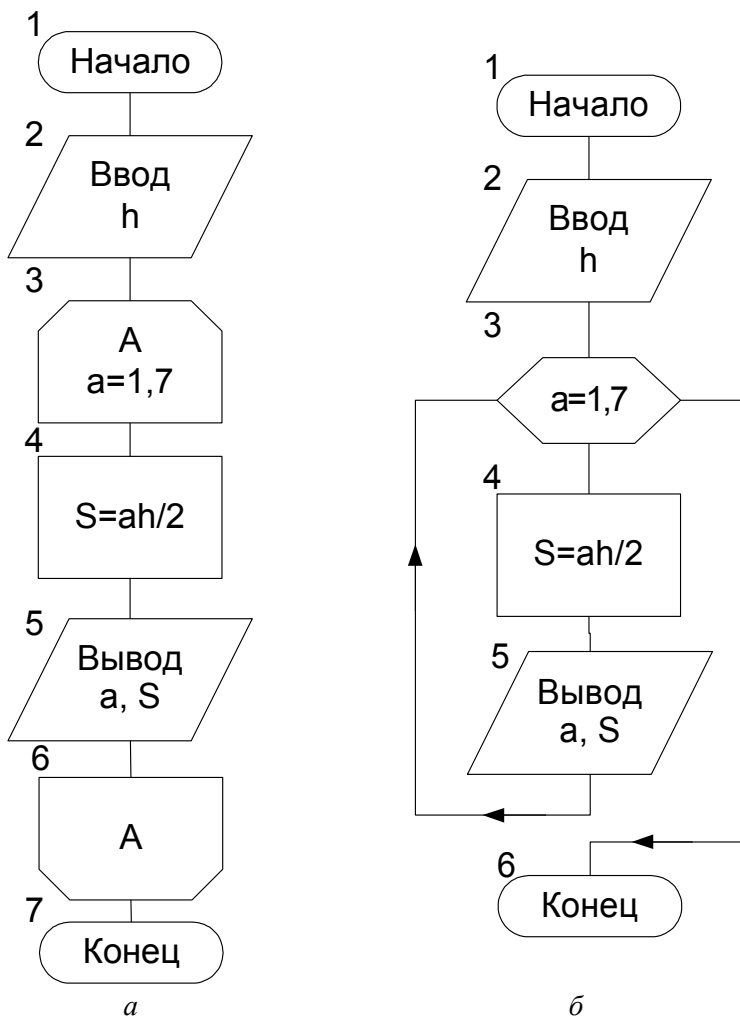 1
Начало
2
Ввод
h
3
A
a=1,7
4
S=ah/2
5
Вывод
a, S
6
A
7
Конец
а
1
Начало
2
Ввод
h
3
a=1,7
4
S=ah/2
5
Вывод
a, S
6
Конец
б